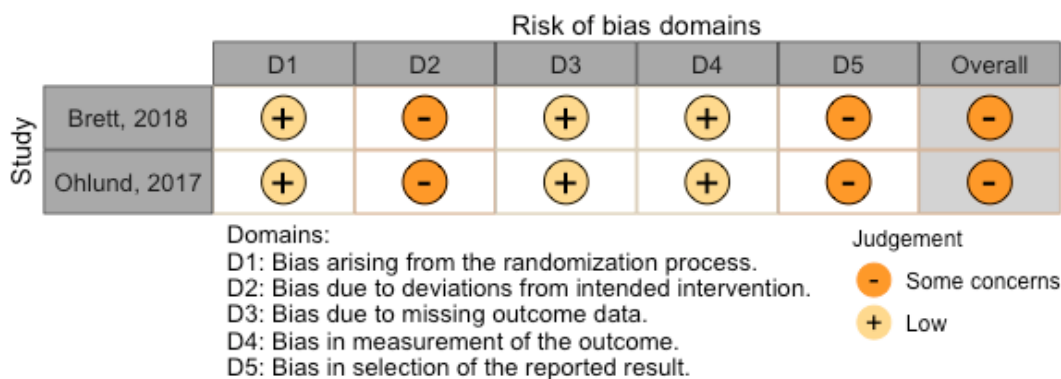 Risk of bias domains
D1 D2 D3 D4 D5 Overall
Study
Brett, 2018 + - + + - -
Ohlund, 2017 + - + + - -
Domains:
D1: Bias arising from the randomization process.
D2: Bias due to deviations from intended intervention.
D3: Bias due to missing outcome data.
D4: Bias in measurement of the outcome.
D5: Bias in selection of the reported result.
Judgement
- Some concerns
+ Low